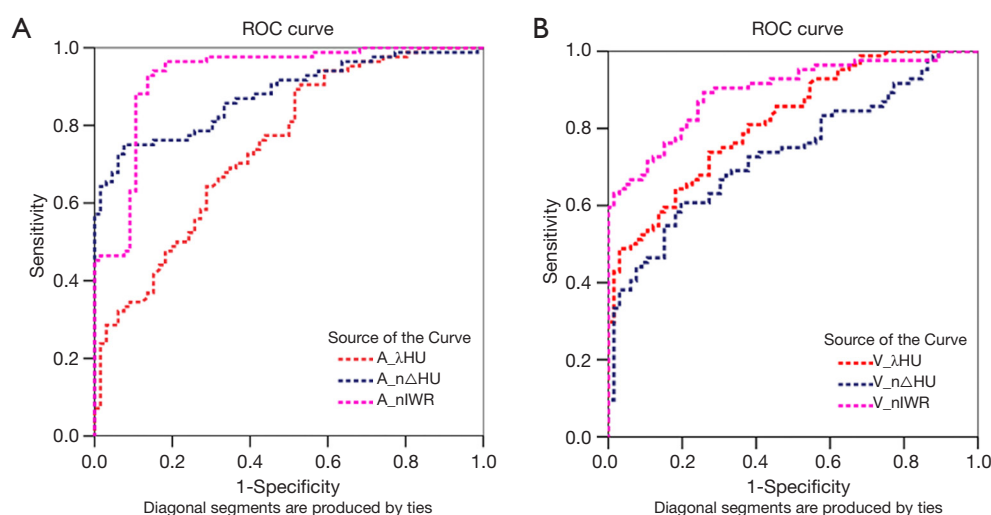 A
ROC curve
1.0
0.8
0.6
0.4
0.2
0.0
Sensitivity
Source of the Curve
A_λHU
A_n△HU
A_nIWR
0.0 0.2 0.4 0.6 0.8 1.0
1-Specificity
Diagonal segments are produced by ties
B
ROC curve
1.0
0.8
0.6
0.4
0.2
0.0
Sensitivity
Source of the Curve
V_λHU
V_n△HU
V_nIWR
0.0 0.2 0.4 0.6 0.8 1.0
1-Specificity
Diagonal segments are produced by ties